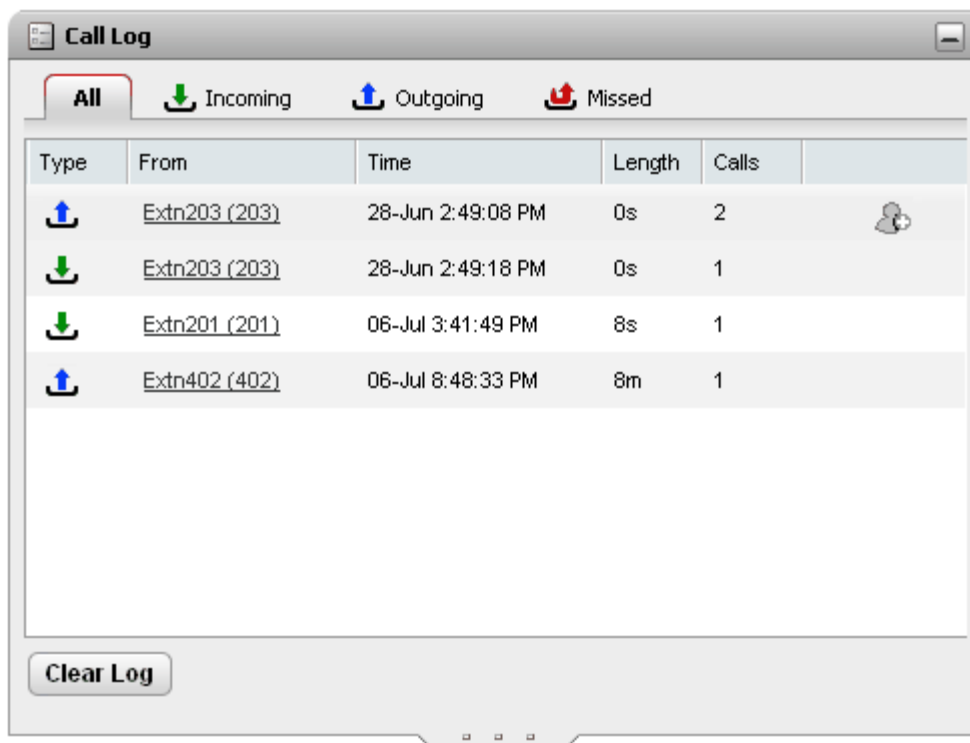 Call Log
All Incoming Outgoing Missed
Type From Time Length Calls
Extn203 (203) 28-Jun 2:49:08 PM 0s 2
Extn203 (203) 28-Jun 2:49:18 PM 0s 1
Extn201 (201) 06-Jul 3:41:49 PM 8s 1
Extn402 (402) 06-Jul 8:48:33 PM 8m 1
Clear Log